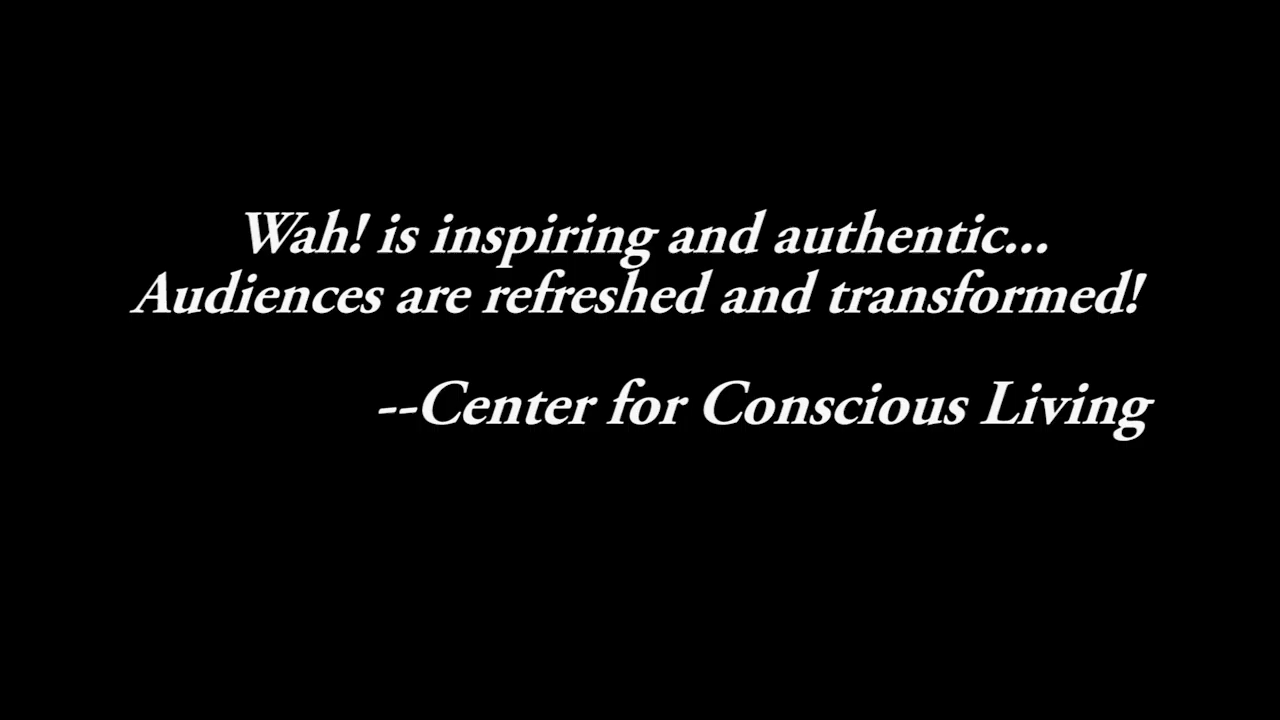 Wah! is inspiring and authentic...
Audiences are refreshed and transformed!
--Center for Conscious Living